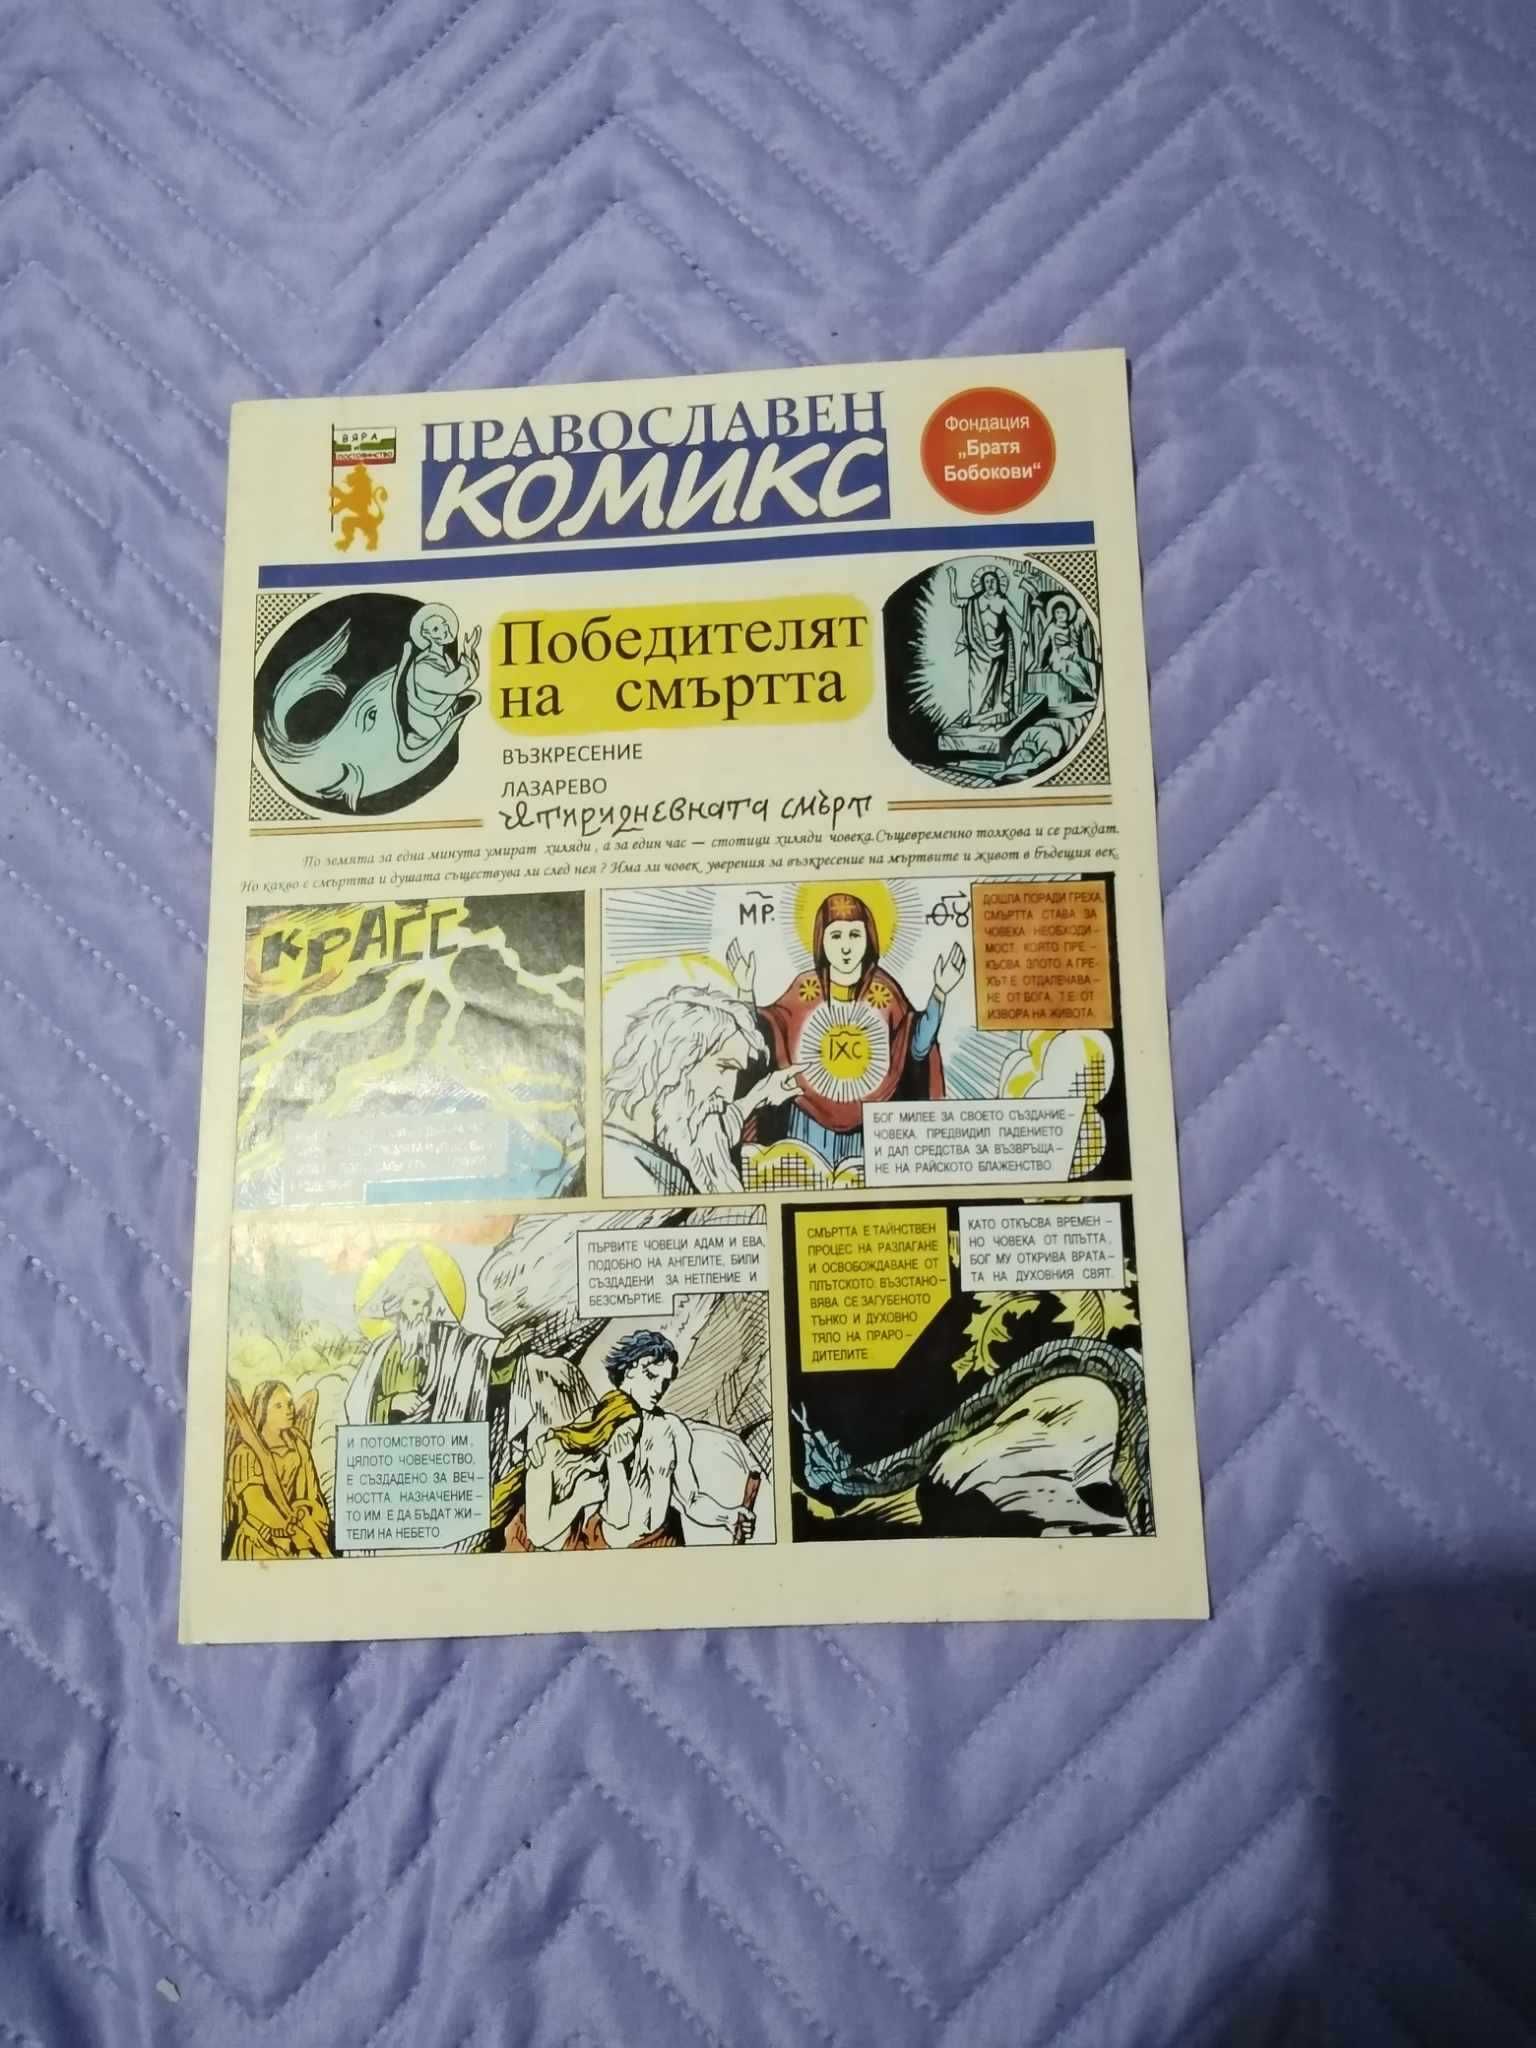 ВЯРА
и
ПОСТОЯНСТВО
ПРАВОСЛАВЕН
КОМИКС
Фондация
„Братя
Бобокови“
Победителят
на смъртта
ВЪЗКРЕСЕНИЕ
ЛАЗАРЕВО
Четиридневната смърт
По земята за една минута умират хиляди, а за един час — стотици хиляди човека. Същевременно толкова и се раждат.
Но какво е смъртта и душата съществува ли след нея? Има ли човек уверения за възкресение на мъртвите и живот в бъдещия век.
КРАСС
МР.
ІХС
ДОШЛА ПОРАДИ ГРЕХА,
СМЪРТТА СТАВА ЗА
ЧОВЕКА НЕОБХОДИ–
МОСТ, КОЯТО ПРЕ–
КЪСВА ЗЛОТО. А ГРЕ–
ХЪТ Е ОТДАЛЕЧАВА–
НЕ ОТ БОГА, Т.Е. ОТ
ИЗВОРА НА ЖИВОТА.
БОГ МИЛЕЕ ЗА СВОЕТО СЪЗДАНИЕ–
ЧОВЕКА, ПРЕДВИДИЛ ПАДЕНИЕТО
И ДАЛ СРЕДСТВА ЗА ВЪЗВРЪЩА–
НЕ НА РАЙСКОТО БЛАЖЕНСТВО.
ПЪРВИТЕ ЧОВЕЦИ АДАМ И ЕВА,
ПОДОБНО НА АНГЕЛИТЕ, БИЛИ
СЪЗДАДЕНИ ЗА НЕТЛЕНИЕ И
БЕЗСМЪРТИЕ.
И ПОТОМСТВОТО ИМ,
ЦЯЛОТО ЧОВЕЧЕСТВО,
Е СЪЗДАДЕНО ЗА ВЕЧ–
НОСТТА. НАЗНАЧЕНИЕ–
ТО ИМ Е ДА БЪДАТ ЖИ–
ТЕЛИ НА НЕБЕТО.
СМЪРТТА Е ТАЙНСТВЕН
ПРОЦЕС НА РАЗЛАГАНЕ
И ОСВОБОЖДАВАНЕ ОТ
ПЛЪТСКОТО. ВЪЗСТАНО–
ВЯВА СЕ ЗАГУБЕНОТО
ТЪНКО И ДУХОВНО
ТЯЛО НА ПРАРО–
ДИТЕЛИТЕ.
КАТО ОТКЪСВА ВРЕМЕН–
НО ЧОВЕКА ОТ ПЛЪТТА,
БОГ МУ ОТКРИВА ВРАТА–
ТА НА ДУХОВНИЯ СВЯТ.